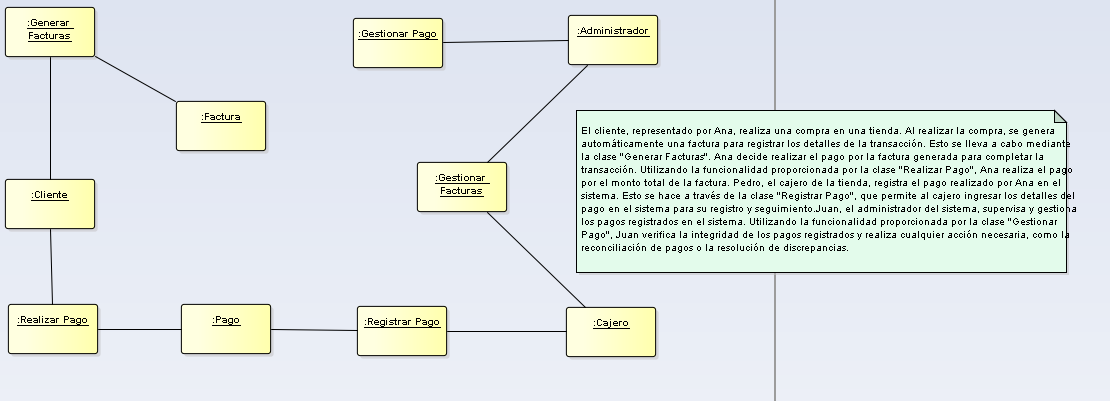 :Generar
Facturas
:Gestionar Pago
:Administrador
:Factura
El cliente, representado por Ana, realiza una compra en una tienda. Al realizar la compra, se genera
automáticamente una factura para registrar los detalles de la transacción. Esto se lleva a cabo mediante
la clase "Generar Facturas". Ana decide realizar el pago por la factura generada para completar la
transacción. Utilizando la funcionalidad proporcionada por la clase "Realizar Pago", Ana realiza el pago
por el monto total de la factura. Pedro, el cajero de la tienda, registra el pago realizado por Ana en el
sistema. Esto se hace a través de la clase "Registrar Pago", que permite al cajero ingresar los detalles del
pago en el sistema para su registro y seguimiento.Juan, el administrador del sistema, supervisa y gestiona
los pagos registrados en el sistema. Utilizando la funcionalidad proporcionada por la clase "Gestionar
Pago", Juan verifica la integridad de los pagos registrados y realiza cualquier acción necesaria, como la
reconciliación de pagos o la resolución de discrepancias.
:Gestionar
Facturas
:Cliente
:Realizar Pago
:Pago
:Registrar Pago
:Cajero